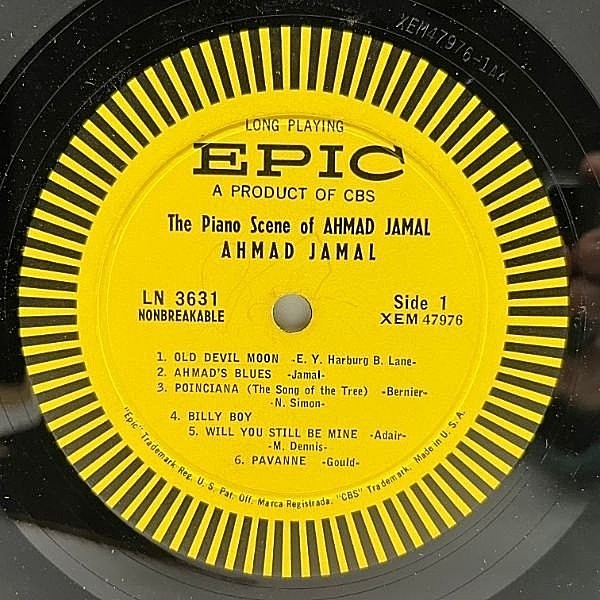 XEM47976-1AA
LONG PLAYING
EPIC
A PRODUCT OF CBS
The Piano Scene of AHMAD JAMAL
AHMAD JAMAL
LN 3631
NONBREAKABLE
Side 1
XEM 47976
1. OLD DEVIL MOON -E. Y. Harburg B. Lane-
2. AHMAD'S BLUES -Jamal-
3. POINCIANA (The Song of the Tree) -Bernier-
-N. Simon-
4. BILLY BOY
5. WILL YOU STILL BE MINE -Adair-
-M. Dennis-
6. PAVANNE -Gould-
"Epic" Trademark Reg. U. S. Pat. Off. Marca Registrada. "CBS" Trademark. Made in U. S. A.